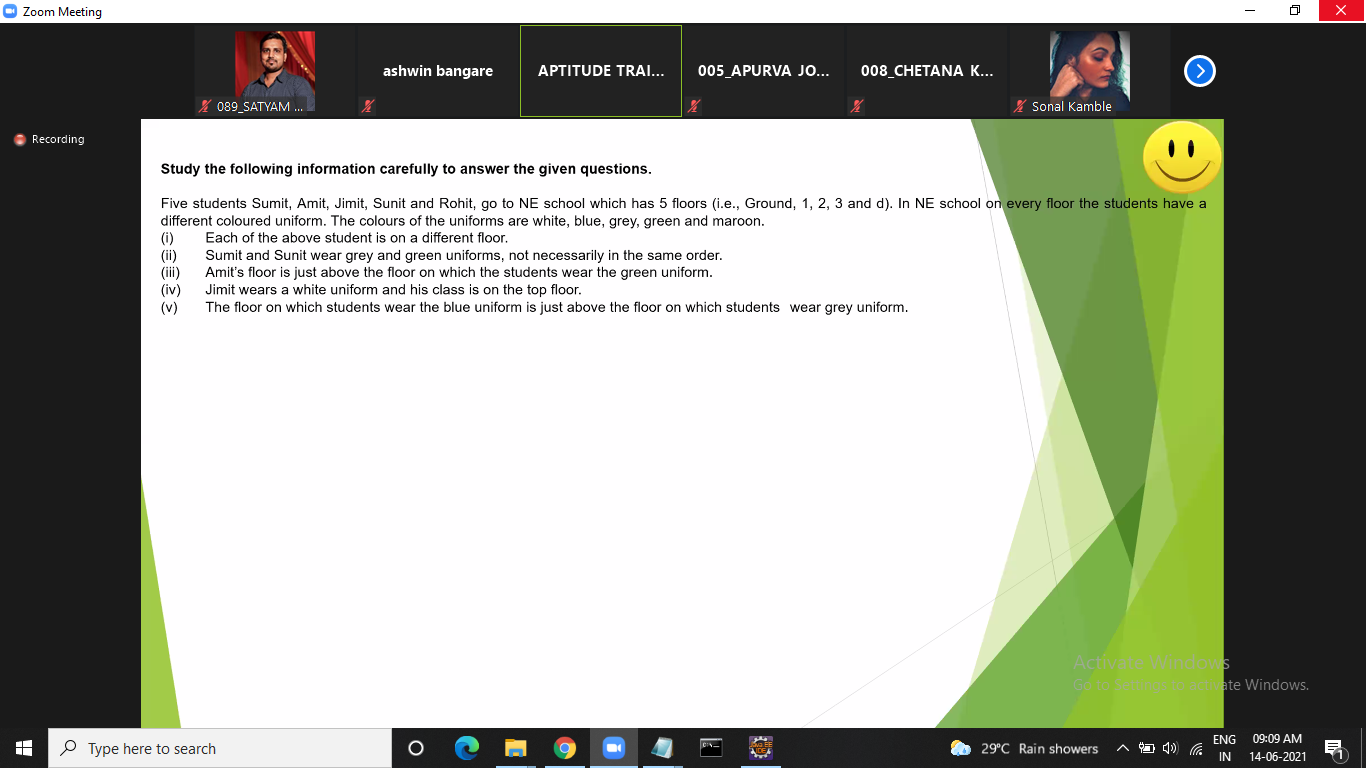 Zoom Meeting
089_SATYAM ...
ashwin bangare
APTITUDE TRAI...
005_APURVA JO...
008_CHETANA K...
Sonal Kamble
Recording
Study the following information carefully to answer the given questions.
Five students Sumit, Amit, Jimit, Sunit and Rohit, go to NE school which has 5 floors (i.e., Ground, 1, 2, 3 and d). In NE school on every floor the students have a
different coloured uniform. The colours of the uniforms are white, blue, grey, green and maroon.
(i) Each of the above student is on a different floor.
(ii) Sumit and Sunit wear grey and green uniforms, not necessarily in the same order.
(iii) Amit's floor is just above the floor on which the students wear the green uniform.
(iv) Jimit wears a white uniform and his class is on the top floor.
(v) The floor on which students wear the blue uniform is just above the floor on which students wear grey uniform.
Activate Windows
Go to Settings to activate Windows.
Type here to search
29°C Rain showers
ENG
IN
09:09 AM
14-06-2021
1